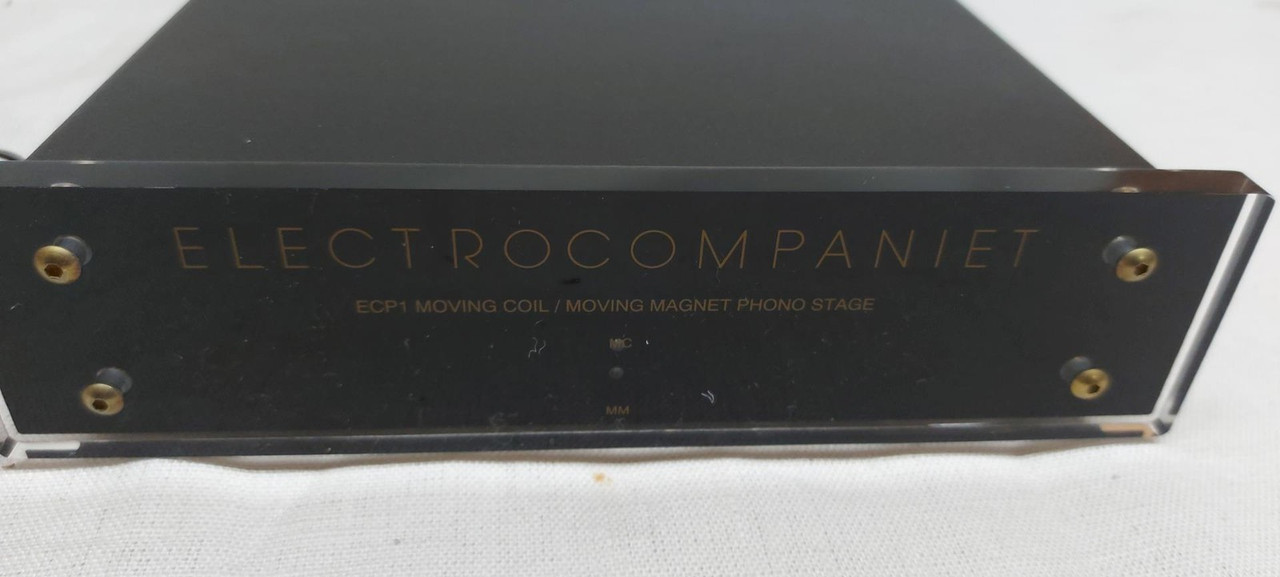 ELECTROCOMPANIET
ECP1 MOVING COIL / MOVING MAGNET PHONO STAGE
MC
MM